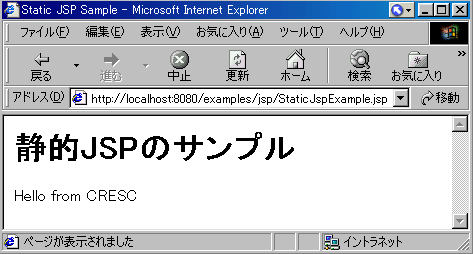 Static JSP Sample - Microsoft Internet Explorer
ファイル(F) 編集(E) 表示(V) お気に入り(A) ツール(T) ヘルプ(H)
戻る 進む 中止 更新 ホーム 検索 お気に入り
アドレス(D) http://localhost:8080/examples/jsp/StaticJspExample.jsp 移動
静的JSPのサンプル
Hello from CRESC
ページが表示されました イントラネット